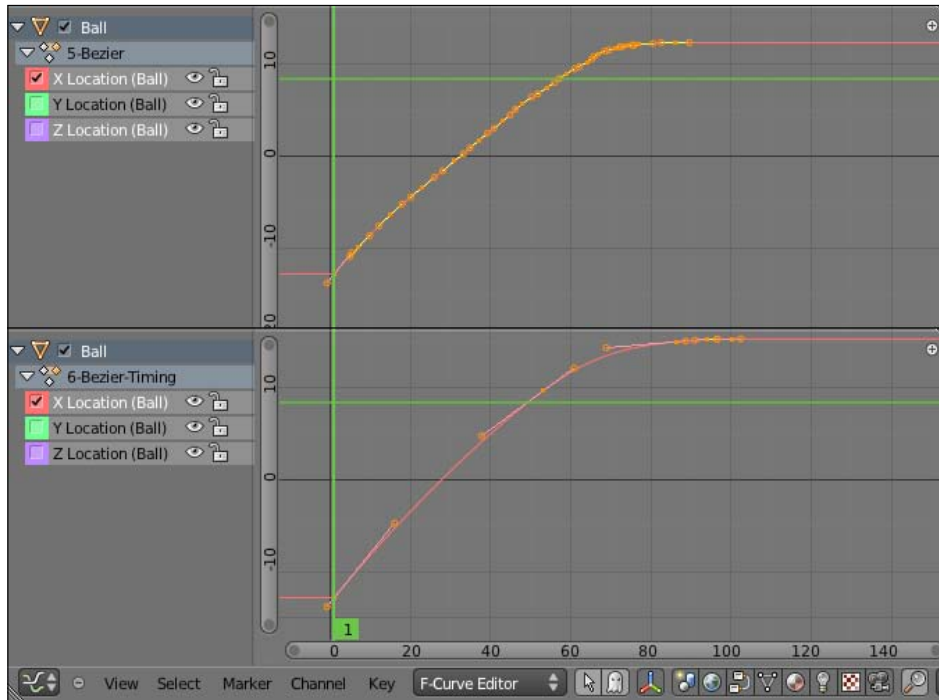 Ball
5-Bezier
X Location (Ball)
Y Location (Ball)
Z Location (Ball)
10
0
-10
20
Ball
6-Bezier-Timing
X Location (Ball)
Y Location (Ball)
Z Location (Ball)
10
0
-10
1
0 20 40 60 80 100 120 140
View Select Marker Channel Key F-Curve Editor